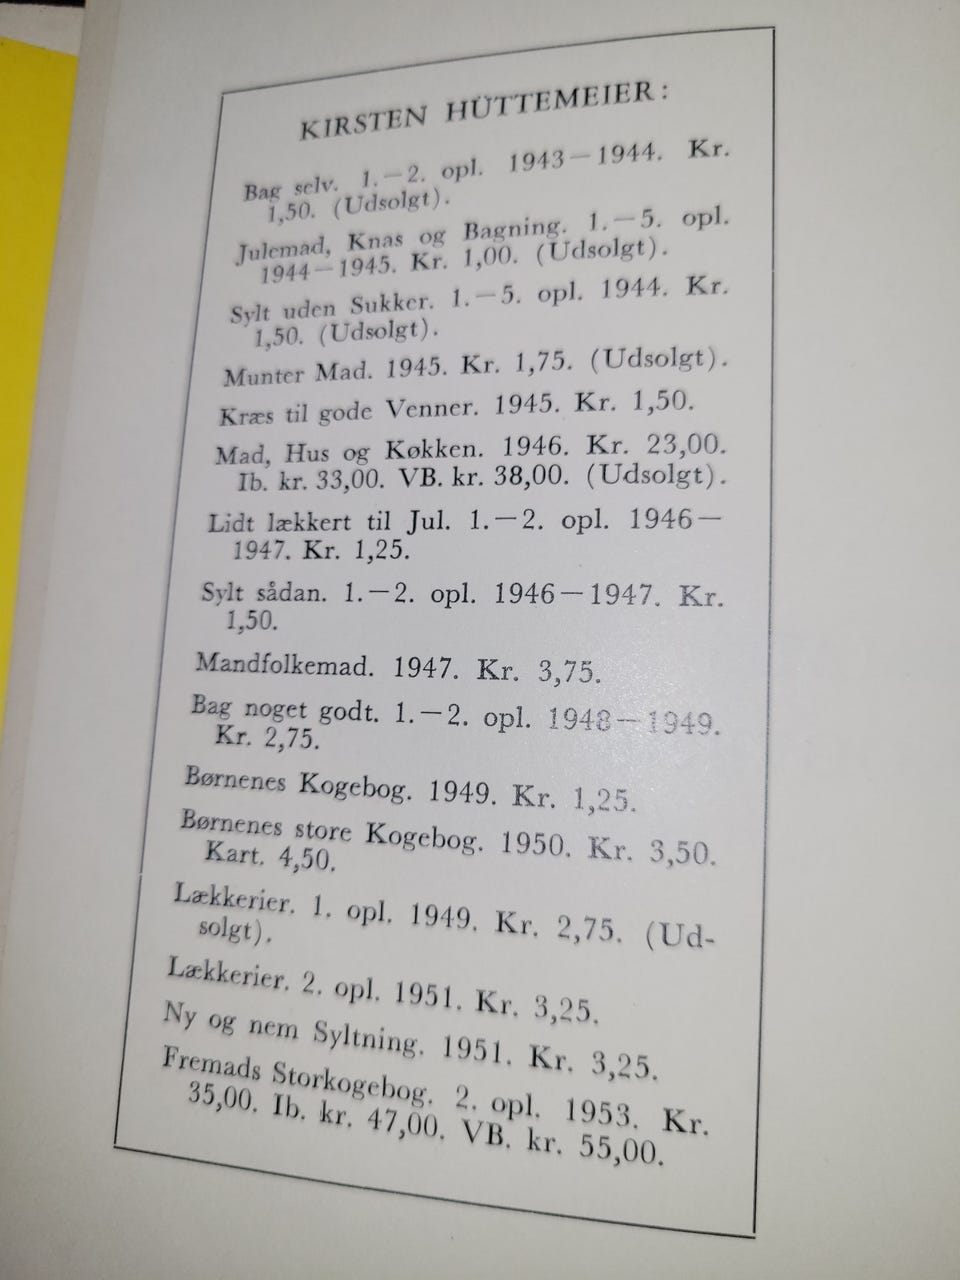 KIRSTEN HÜTTEMEIER:
Bag selv. 1.—2. opl. 1943—1944. Kr.
1,50. (Udsolgt).
Julemad, Knas og Bagning. 1.—5. opl.
1944—1945. Kr. 1,00. (Udsolgt).
Sylt uden Sukker. 1.—5. opl. 1944. Kr.
1,50. (Udsolgt).
Munter Mad. 1945. Kr. 1,75. (Udsolgt).
Kræs til gode Venner. 1945. Kr. 1,50.
Mad, Hus og Køkken. 1946. Kr. 23,00.
Ib. kr. 33,00. VB. kr. 38,00. (Udsolgt).
Lidt lækkert til Jul. 1.—2. opl. 1946—
1947. Kr. 1,25.
Sylt sådan. 1.—2. opl. 1946—1947. Kr.
1,50.
Mandfolkemad. 1947. Kr. 3,75.
Bag noget godt. 1.—2. opl. 1948—1949.
Kr. 2,75.
Børnenes Kogebog. 1949. Kr. 1,25.
Børnenes store Kogebog. 1950. Kr. 3,50.
Kart. 4,50.
Lækkerier. 1. opl. 1949. Kr. 2,75. (Ud-
solgt).
Lækkerier. 2. opl. 1951. Kr. 3,25.
Ny og nem Syltning. 1951. Kr. 3,25.
Fremads Storkogebog. 2. opl. 1953. Kr.
35,00. Ib. kr. 47,00. VB. kr. 55,00.